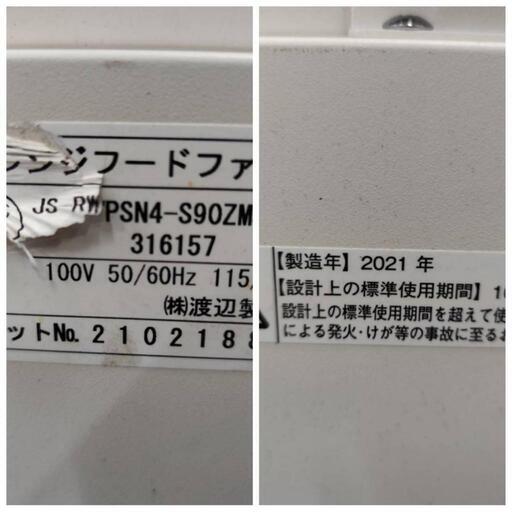 レンジフードファ
JS RW PSN4-S90ZM
316157
100V 50/60Hz 115
㈱渡辺製
ットNo. 2102188
【製造年】2021 年
【設計上の標準使用期間】10
設計上の標準使用期間を超えて使
による発火・けが等の事故に至るお